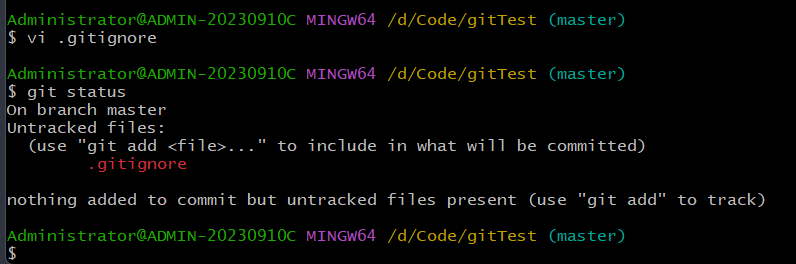 Administrator@ADMIN-20230910C MINGW64 /d/Code/gitTest (master)
$ vi .gitignore
Administrator@ADMIN-20230910C MINGW64 /d/Code/gitTest (master)
$ git status
On branch master
Untracked files:
  (use "git add <file>..." to include in what will be committed)
        .gitignore
nothing added to commit but untracked files present (use "git add" to track)
Administrator@ADMIN-20230910C MINGW64 /d/Code/gitTest (master)
$